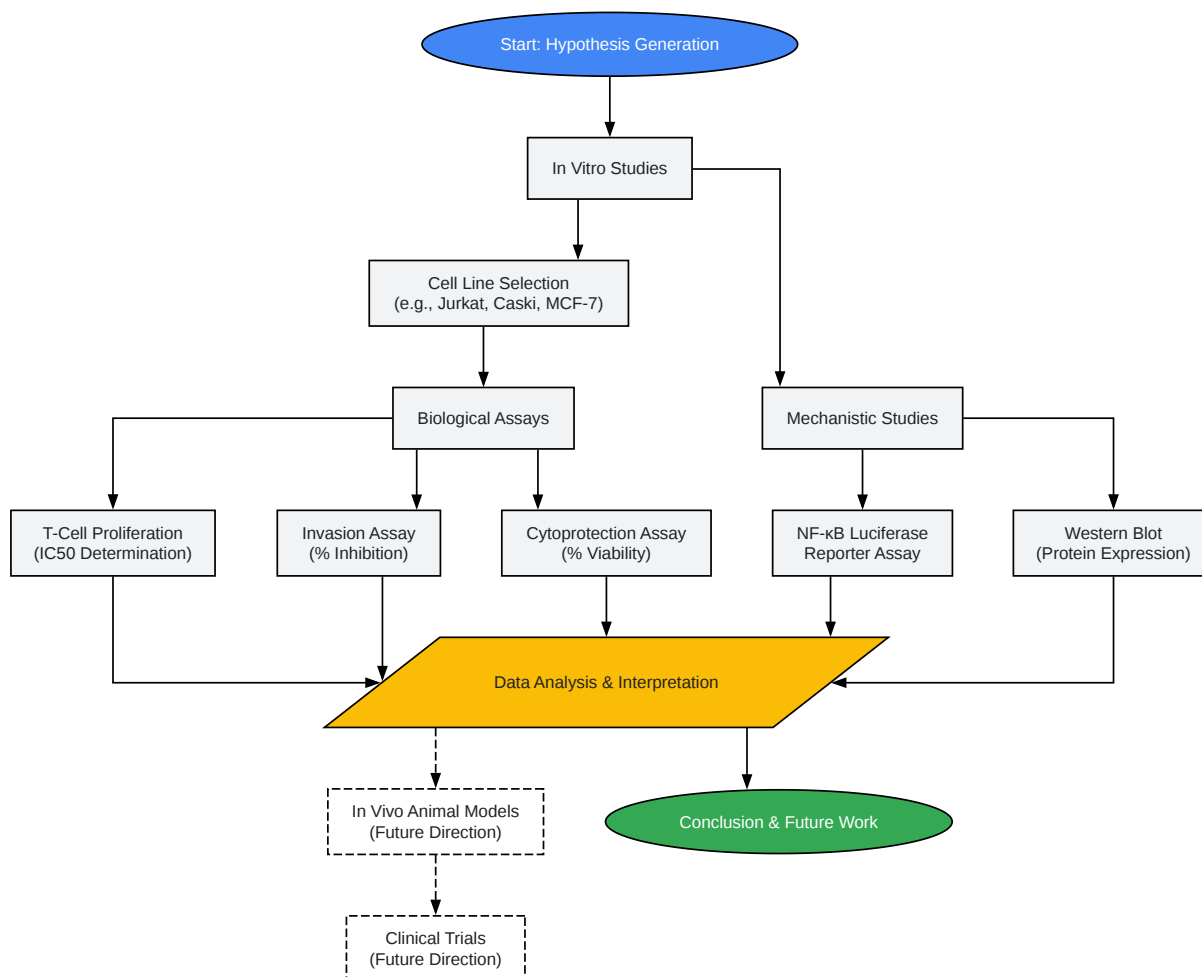 Start: Hypothesis Generation
In Vitro Studies
Cell Line Selection
(e.g., Jurkat, Caski, MCF-7)
Biological Assays
Mechanistic Studies
T-Cell Proliferation
(IC50 Determination)
Invasion Assay
(% Inhibition)
Cytoprotection Assay
(% Viability)
NF-κB Luciferase
Reporter Assay
Western Blot
(Protein Expression)
Data Analysis & Interpretation
In Vivo Animal Models
(Future Direction)
Conclusion & Future Work
Clinical Trials
(Future Direction)